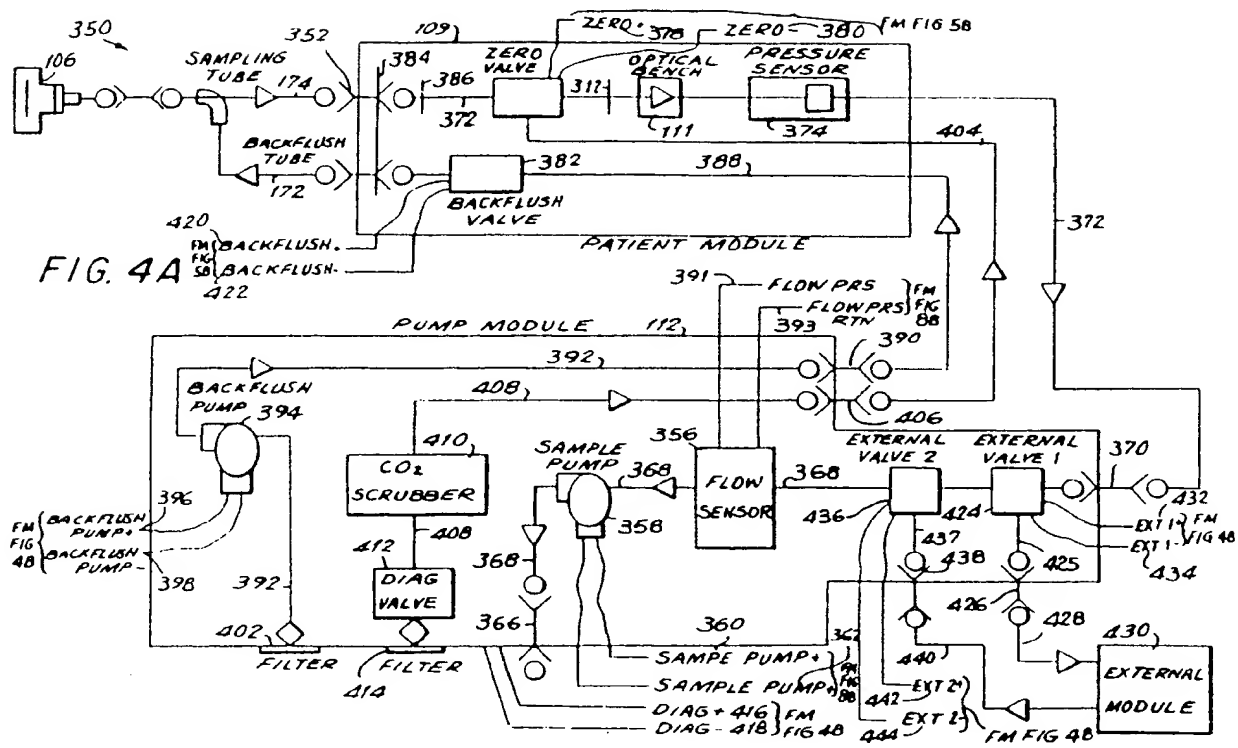 350
106
SAMPLING TUBE
174
352
384
109
386
372
ZERO VALVE
ZERO+
378
ZERO-
380
FM FIG 5B
311
OPTICAL BENCH
111
PRESSURE SENSOR
374
404
BACKFLUSH TUBE
172
382
388
BACKFLUSH VALVE
420
FM FIG 5B
BACKFLUSH+
BACKFLUSH-
422
PATIENT MODULE
372
FIG. 4A
391
FLOW PRS
FLOW PRS RTN
393
FM FIG 8B
PUMP MODULE
112
392
390
BACKFLUSH PUMP
394
408
406
410
CO2 SCRUBBER
SAMPLE PUMP
356
368
FLOW SENSOR
368
EXTERNAL VALVE 2
EXTERNAL VALVE 1
370
432
396
FM FIG 4B
BACKFLUSH PUMP+
BACKFLUSH PUMP-
398
408
412
DIAG VALVE
358
368
436
437
424
425
EXT 1+
EXT 1-
FM FIG 4B
434
438
426
428
430
392
402
FILTER
FILTER
414
366
360
362
440
EXTERNAL MODULE
SAMPE PUMP+
SAMPLE PUMP+
FM FIG 8B
442
EXT 2+
DIAG+ 416
DIAG- 418
FM FIG 4B
444
EXT 2-
FM FIG 4B